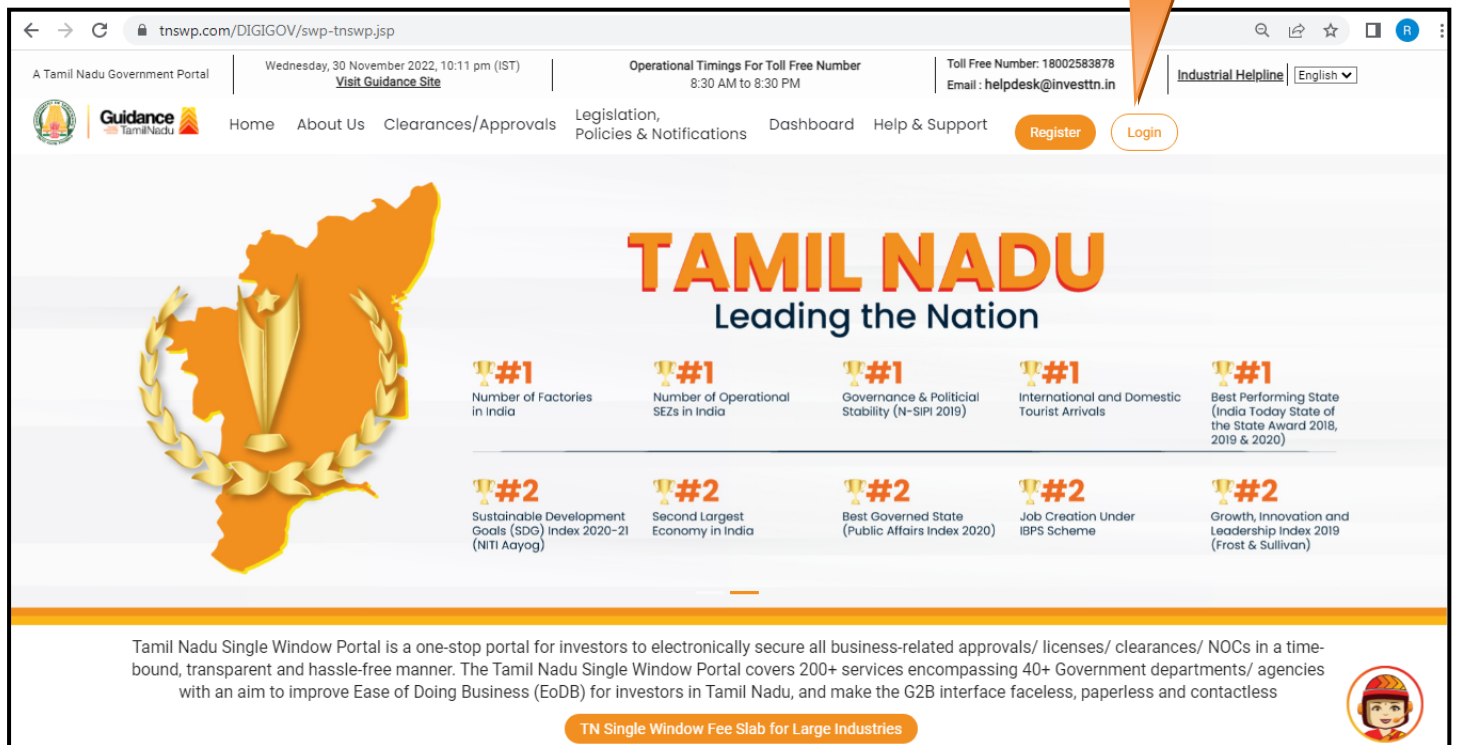 tnswp.com/DIGIGOV/swp-tnswp.jsp
R
A Tamil Nadu Government Portal
Wednesday, 30 November 2022, 10:11 pm (IST)
Visit Guidance Site
Operational Timings For Toll Free Number
8:30 AM to 8:30 PM
Toll Free Number: 18002583878
Email : helpdesk@investtn.in
Industrial Helpline
English
Guidance
TamilNadu
Home
About Us
Clearances/Approvals
Legislation,
Policies & Notifications
Dashboard
Help & Support
Register
Login
TAMIL NADU
Leading the Nation
#1
Number of Factories
in India
#1
Number of Operational
SEZs in India
#1
Governance & Politicial
Stability (N-SIPI 2019)
#1
International and Domestic
Tourist Arrivals
#1
Best Performing State
(India Today State of
the State Award 2018,
2019 & 2020)
#2
Sustainable Development
Goals (SDG) Index 2020-21
(NITI Aayog)
#2
Second Largest
Economy in India
#2
Best Governed State
(Public Affairs Index 2020)
#2
Job Creation Under
IBPS Scheme
#2
Growth, Innovation and
Leadership Index 2019
(Frost & Sullivan)
Tamil Nadu Single Window Portal is a one-stop portal for investors to electronically secure all business-related approvals/ licenses/ clearances/ NOCs in a time-
bound, transparent and hassle-free manner. The Tamil Nadu Single Window Portal covers 200+ services encompassing 40+ Government departments/ agencies
with an aim to improve Ease of Doing Business (EoDB) for investors in Tamil Nadu, and make the G2B interface faceless, paperless and contactless
TN Single Window Fee Slab for Large Industries